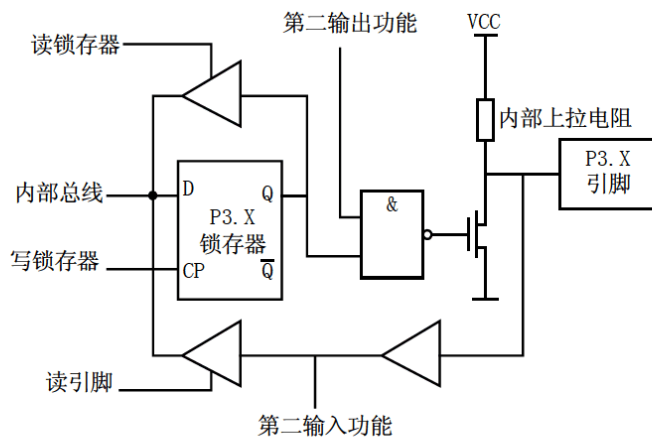 第二输出功能
VCC
读锁存器
内部上拉电阻
P3.X
引脚
内部总线
D
Q
&
P3.X
锁存器
写锁存器
CP
Q̅
读引脚
第二输入功能